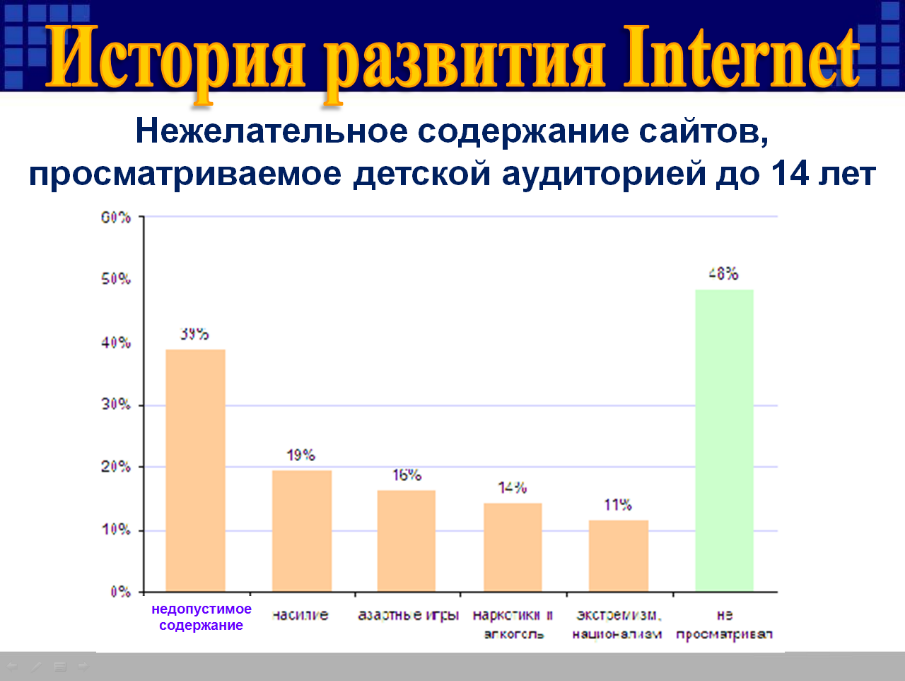 История развития Internet
Нежелательное содержание сайтов,
просматриваемое детской аудиторией до 14 лет
60%
50%
40%
30%
20%
10%
0%
39%
19%
16%
14%
11%
48%
недопустимое
содержание
насилие
азартные игры
наркотики и
алкоголь
экстремизм,
национализм
не
просматривал